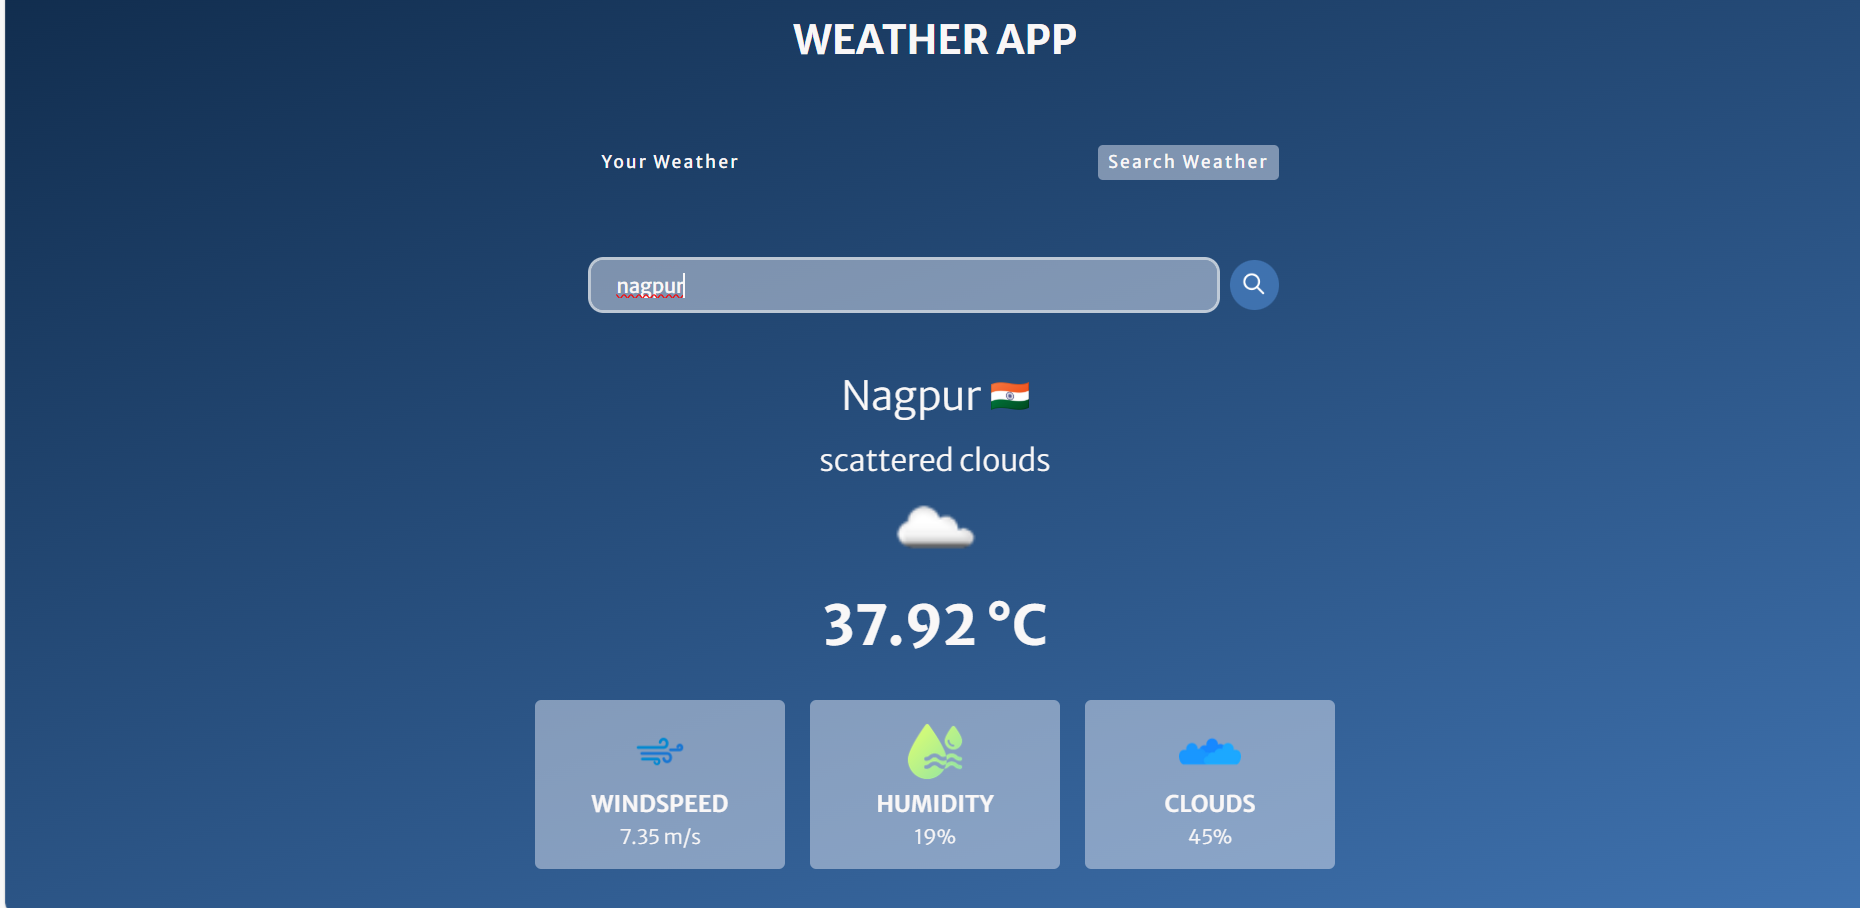 WEATHER APP
Your Weather
Search Weather
nagpur
Nagpur
scattered clouds
37.92 °C
WINDSPEED
7.35 m/s
HUMIDITY
19%
CLOUDS
45%